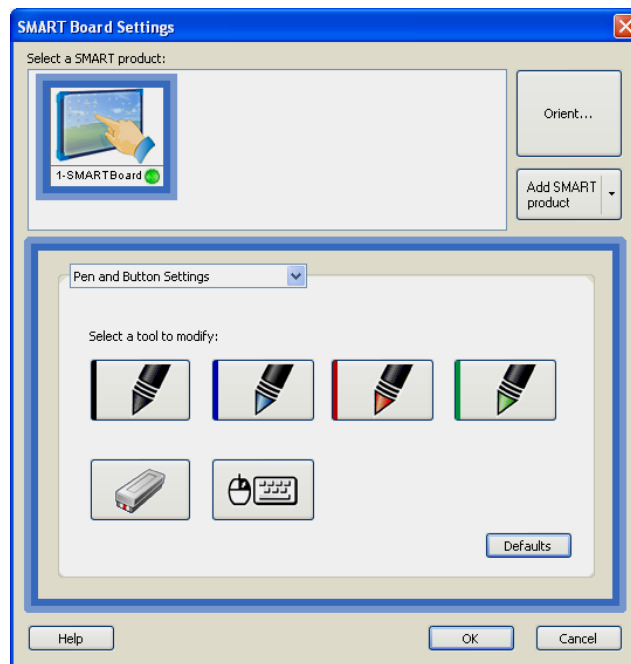 SMART Board Settings
Select a SMART product:
1-SMARTBoard
Orient...
Add SMART
product
Pen and Button Settings
Select a tool to modify:
Defaults
Help
OK
Cancel